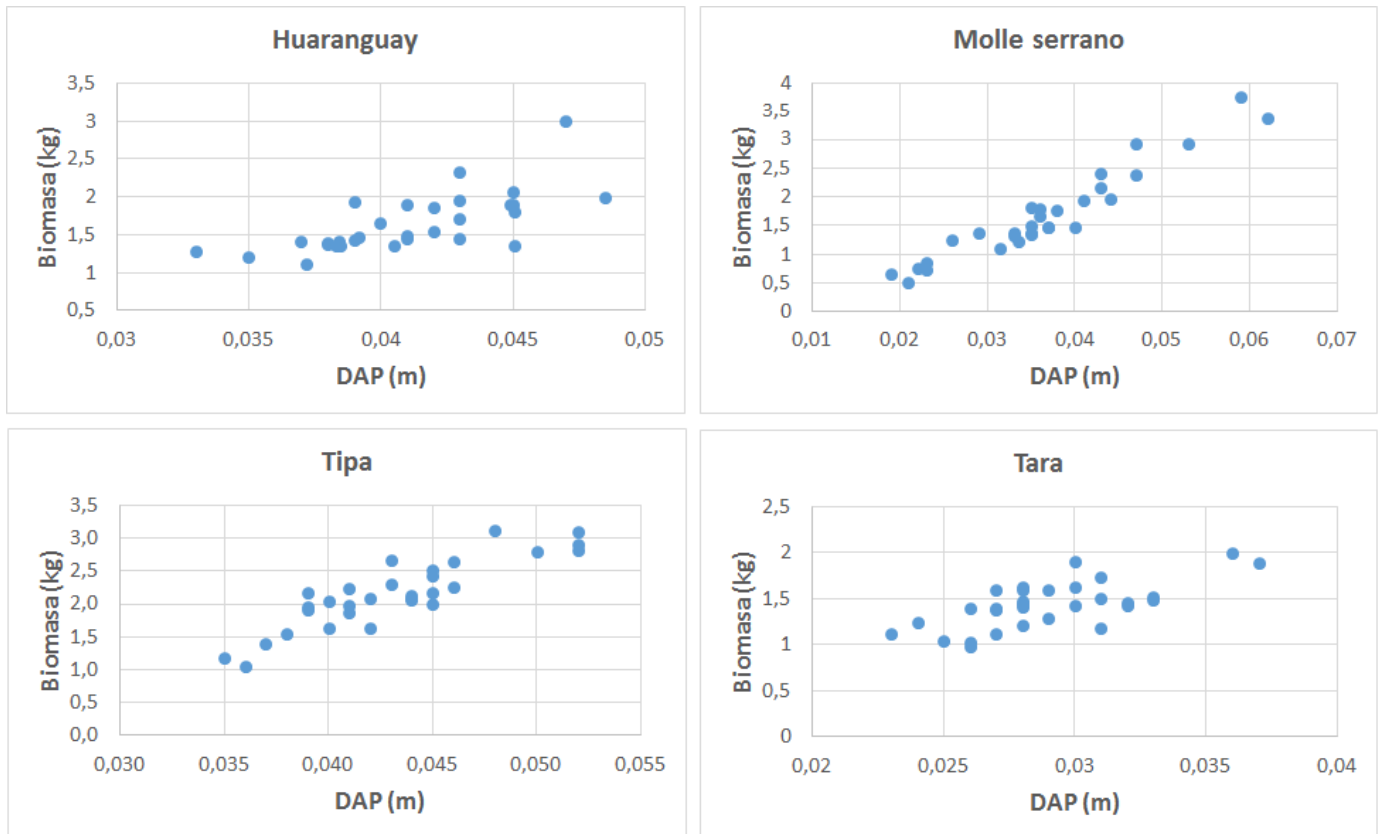 Huaranguay
Biomasa (kg)
3,5
3
2,5
2
1,5
1
0,5
0,03 0,035 0,04 0,045 0,05
DAP (m)
Molle serrano
Biomasa (kg)
4
3,5
3
2,5
2
1,5
1
0,5
0
0,01 0,02 0,03 0,04 0,05 0,06 0,07
DAP (m)
Tipa
Biomasa (kg)
3,5
3,0
2,5
2,0
1,5
1,0
0,5
0,0
0,030 0,035 0,040 0,045 0,050 0,055
DAP (m)
Tara
Biomasa (kg)
2,5
2
1,5
1
0,5
0
0,02 0,025 0,03 0,035 0,04
DAP (m)